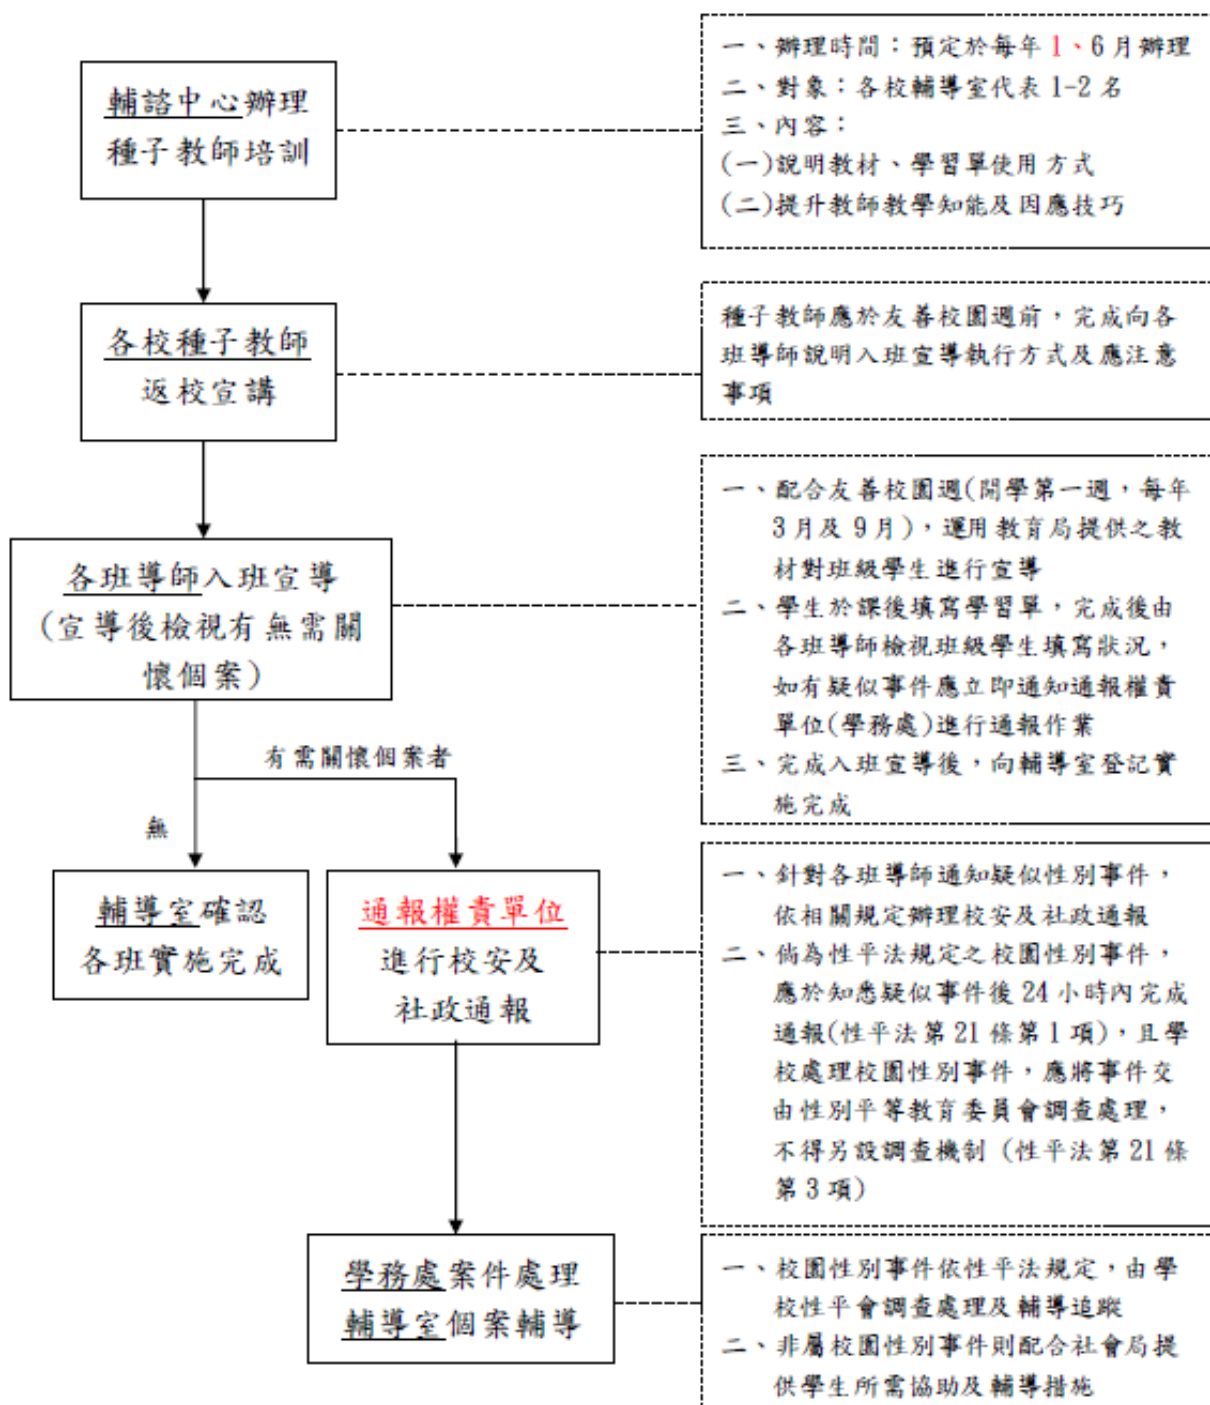 輔諮中心辦理
種子教師培訓
一、辦理時間：預定於每年 1、6 月辦理
二、對象：各校輔導室代表 1-2 名
三、內容：
(一)說明教材、學習單使用方式
(二)提升教師教學知能及因應技巧
各校種子教師
返校宣講
種子教師應於友善校園週前，完成向各
班導師說明入班宣導執行方式及應注意
事項
各班導師入班宣導
(宣導後檢視有無需關
懷個案)
一、配合友善校園週(開學第一週，每年
3 月及 9 月)，運用教育局提供之教
材對班級學生進行宣導
二、學生於課後填寫學習單，完成後由
各班導師檢視班級學生填寫狀況，
如有疑似事件應立即通知通報權責
單位(學務處)進行通報作業
三、完成入班宣導後，向輔導室登記實
施完成
有需關懷個案者
無
輔導室確認
各班實施完成
通報權責單位
進行校安及
社政通報
一、針對各班導師通知疑似性別事件，
依相關規定辦理校安及社政通報
二、倘為性平法規定之校園性別事件，
應於知悉疑似事件後 24 小時內完成
通報(性平法第 21 條第 1 項)，且學
校處理校園性別事件，應將事件交
由性別平等教育委員會調查處理，
不得另設調查機制 (性平法第 21 條
第 3 項)
學務處案件處理
輔導室個案輔導
一、校園性別事件依性平法規定，由學
校性平會調查處理及輔導追蹤
二、非屬校園性別事件則配合社會局提
供學生所需協助及輔導措施